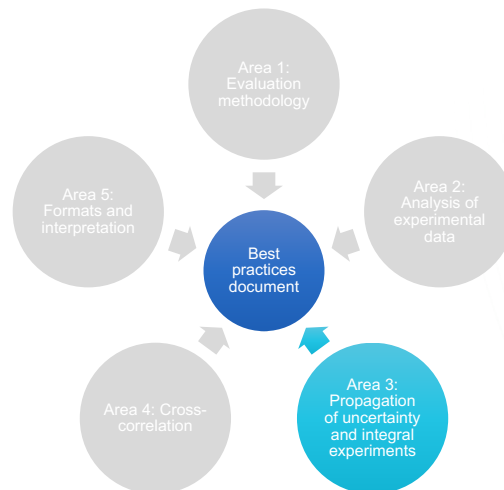 Area 1:
Evaluation
methodology
Area 2:
Analysis of
experimental
data
Area 5:
Formats and
interpretation
Best
practices
document
Area 3:
Propagation
of uncertainty
and integral
experiments
Area 4: Cross-
correlation